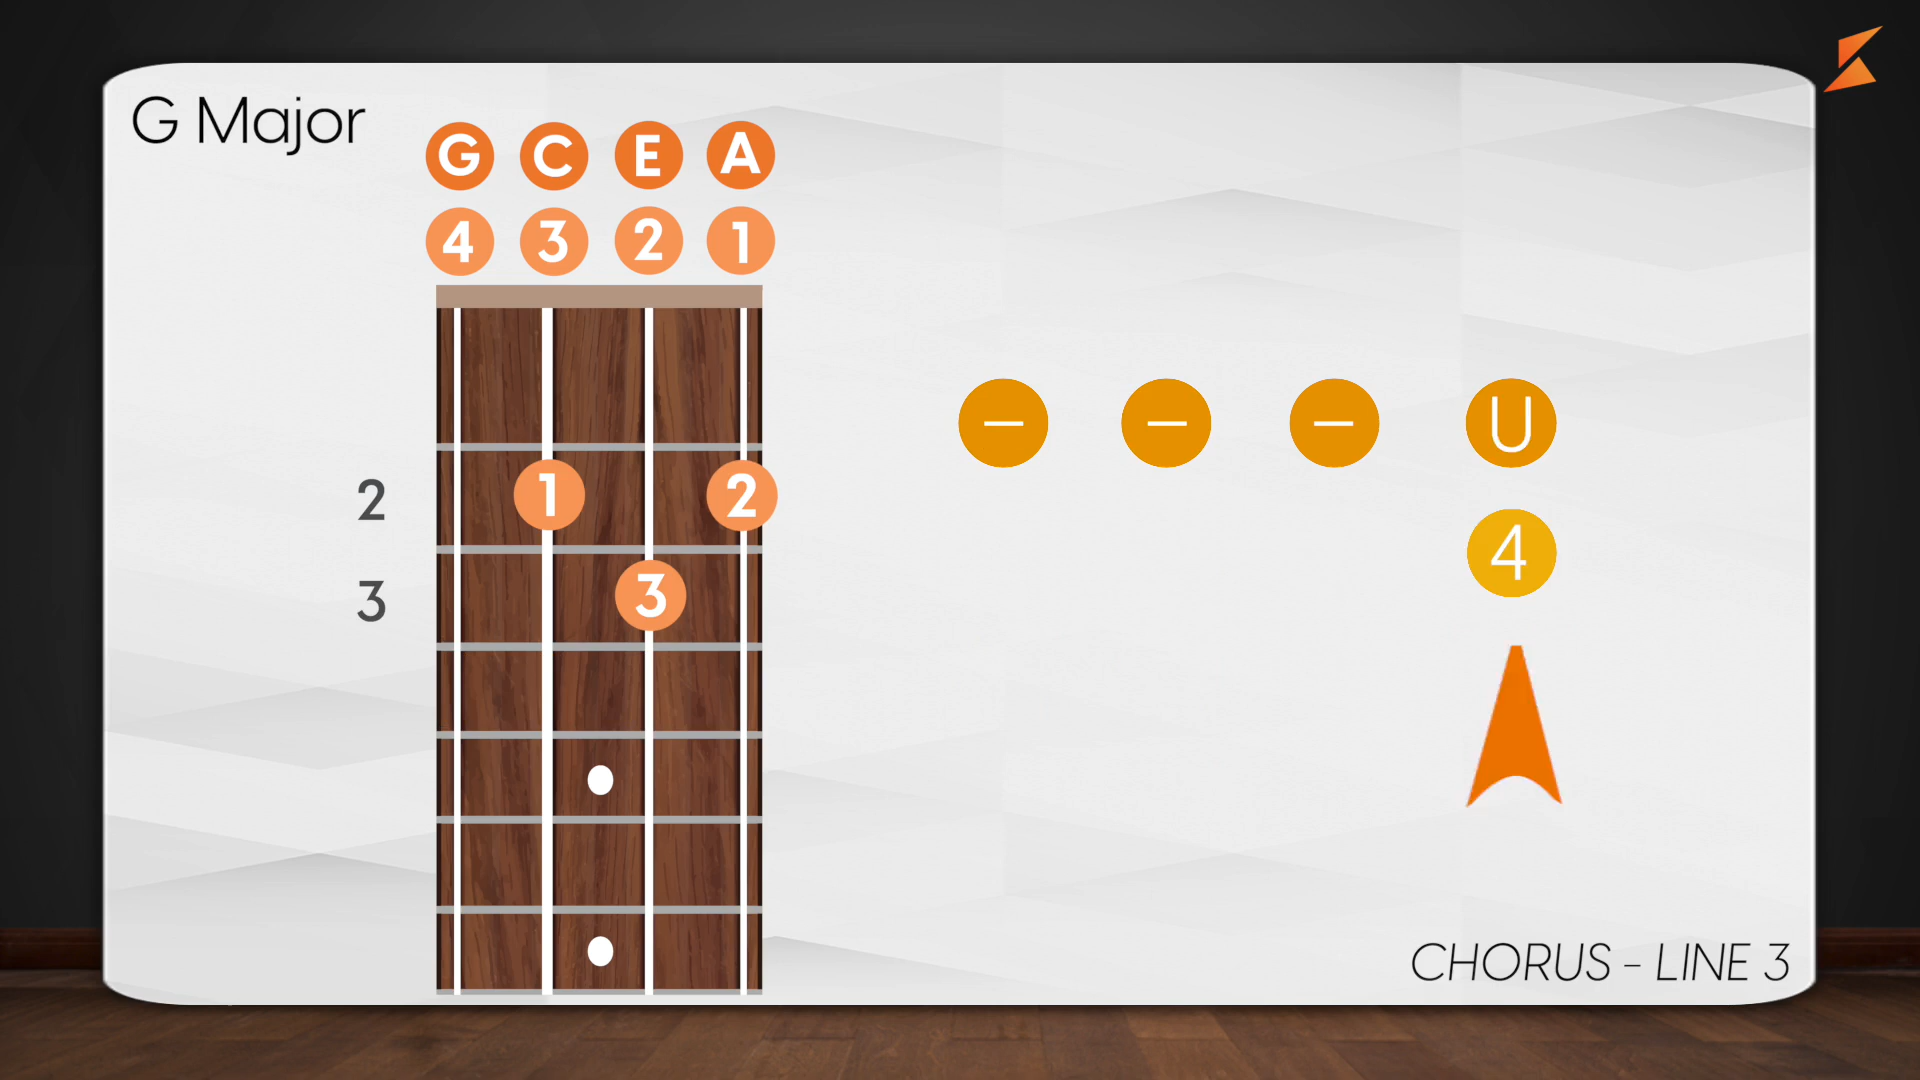 G Major
G C E A
4 3 2 1
– – – U
1 2
2
4
3
3
CHORUS - LINE 3